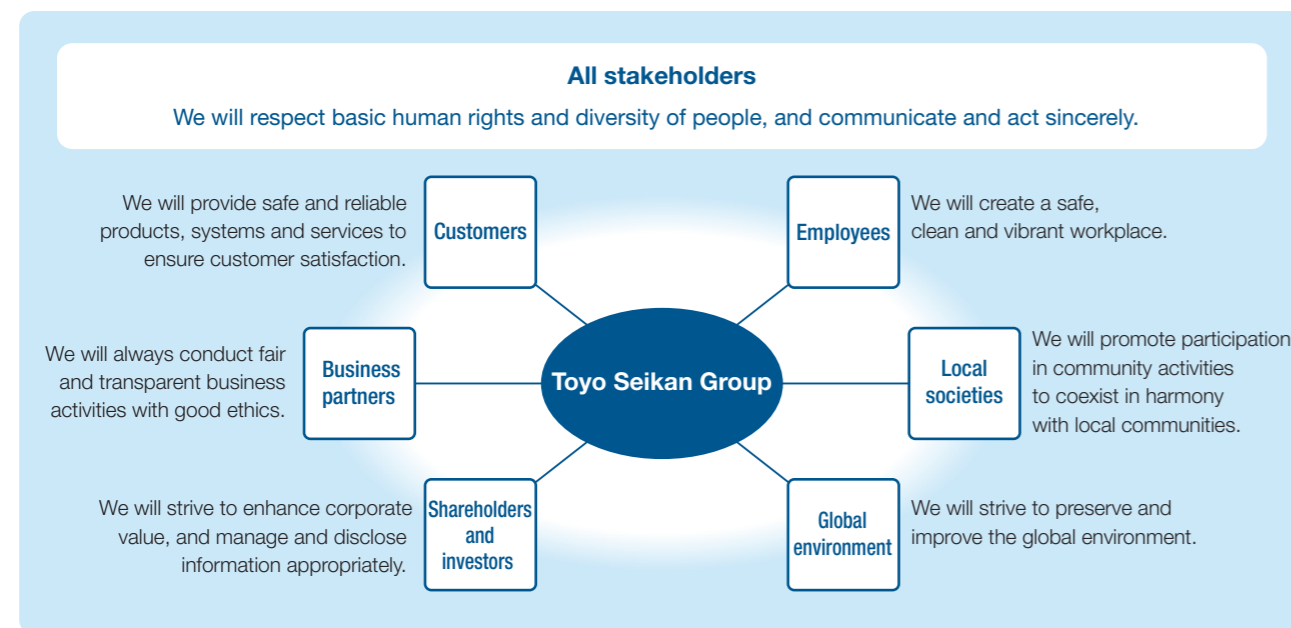 All stakeholders
We will respect basic human rights and diversity of people, and communicate and act sincerely.
We will provide safe and reliable
products, systems and services to
ensure customer satisfaction.
Customers
Employees
We will create a safe,
clean and vibrant workplace.
We will always conduct fair
and transparent business
activities with good ethics.
Business
partners
Toyo Seikan Group
Local
societies
We will promote participation
in community activities
to coexist in harmony
with local communities.
We will strive to enhance corporate
value, and manage and disclose
information appropriately.
Shareholders
and
investors
Global
environment
We will strive to preserve and
improve the global environment.